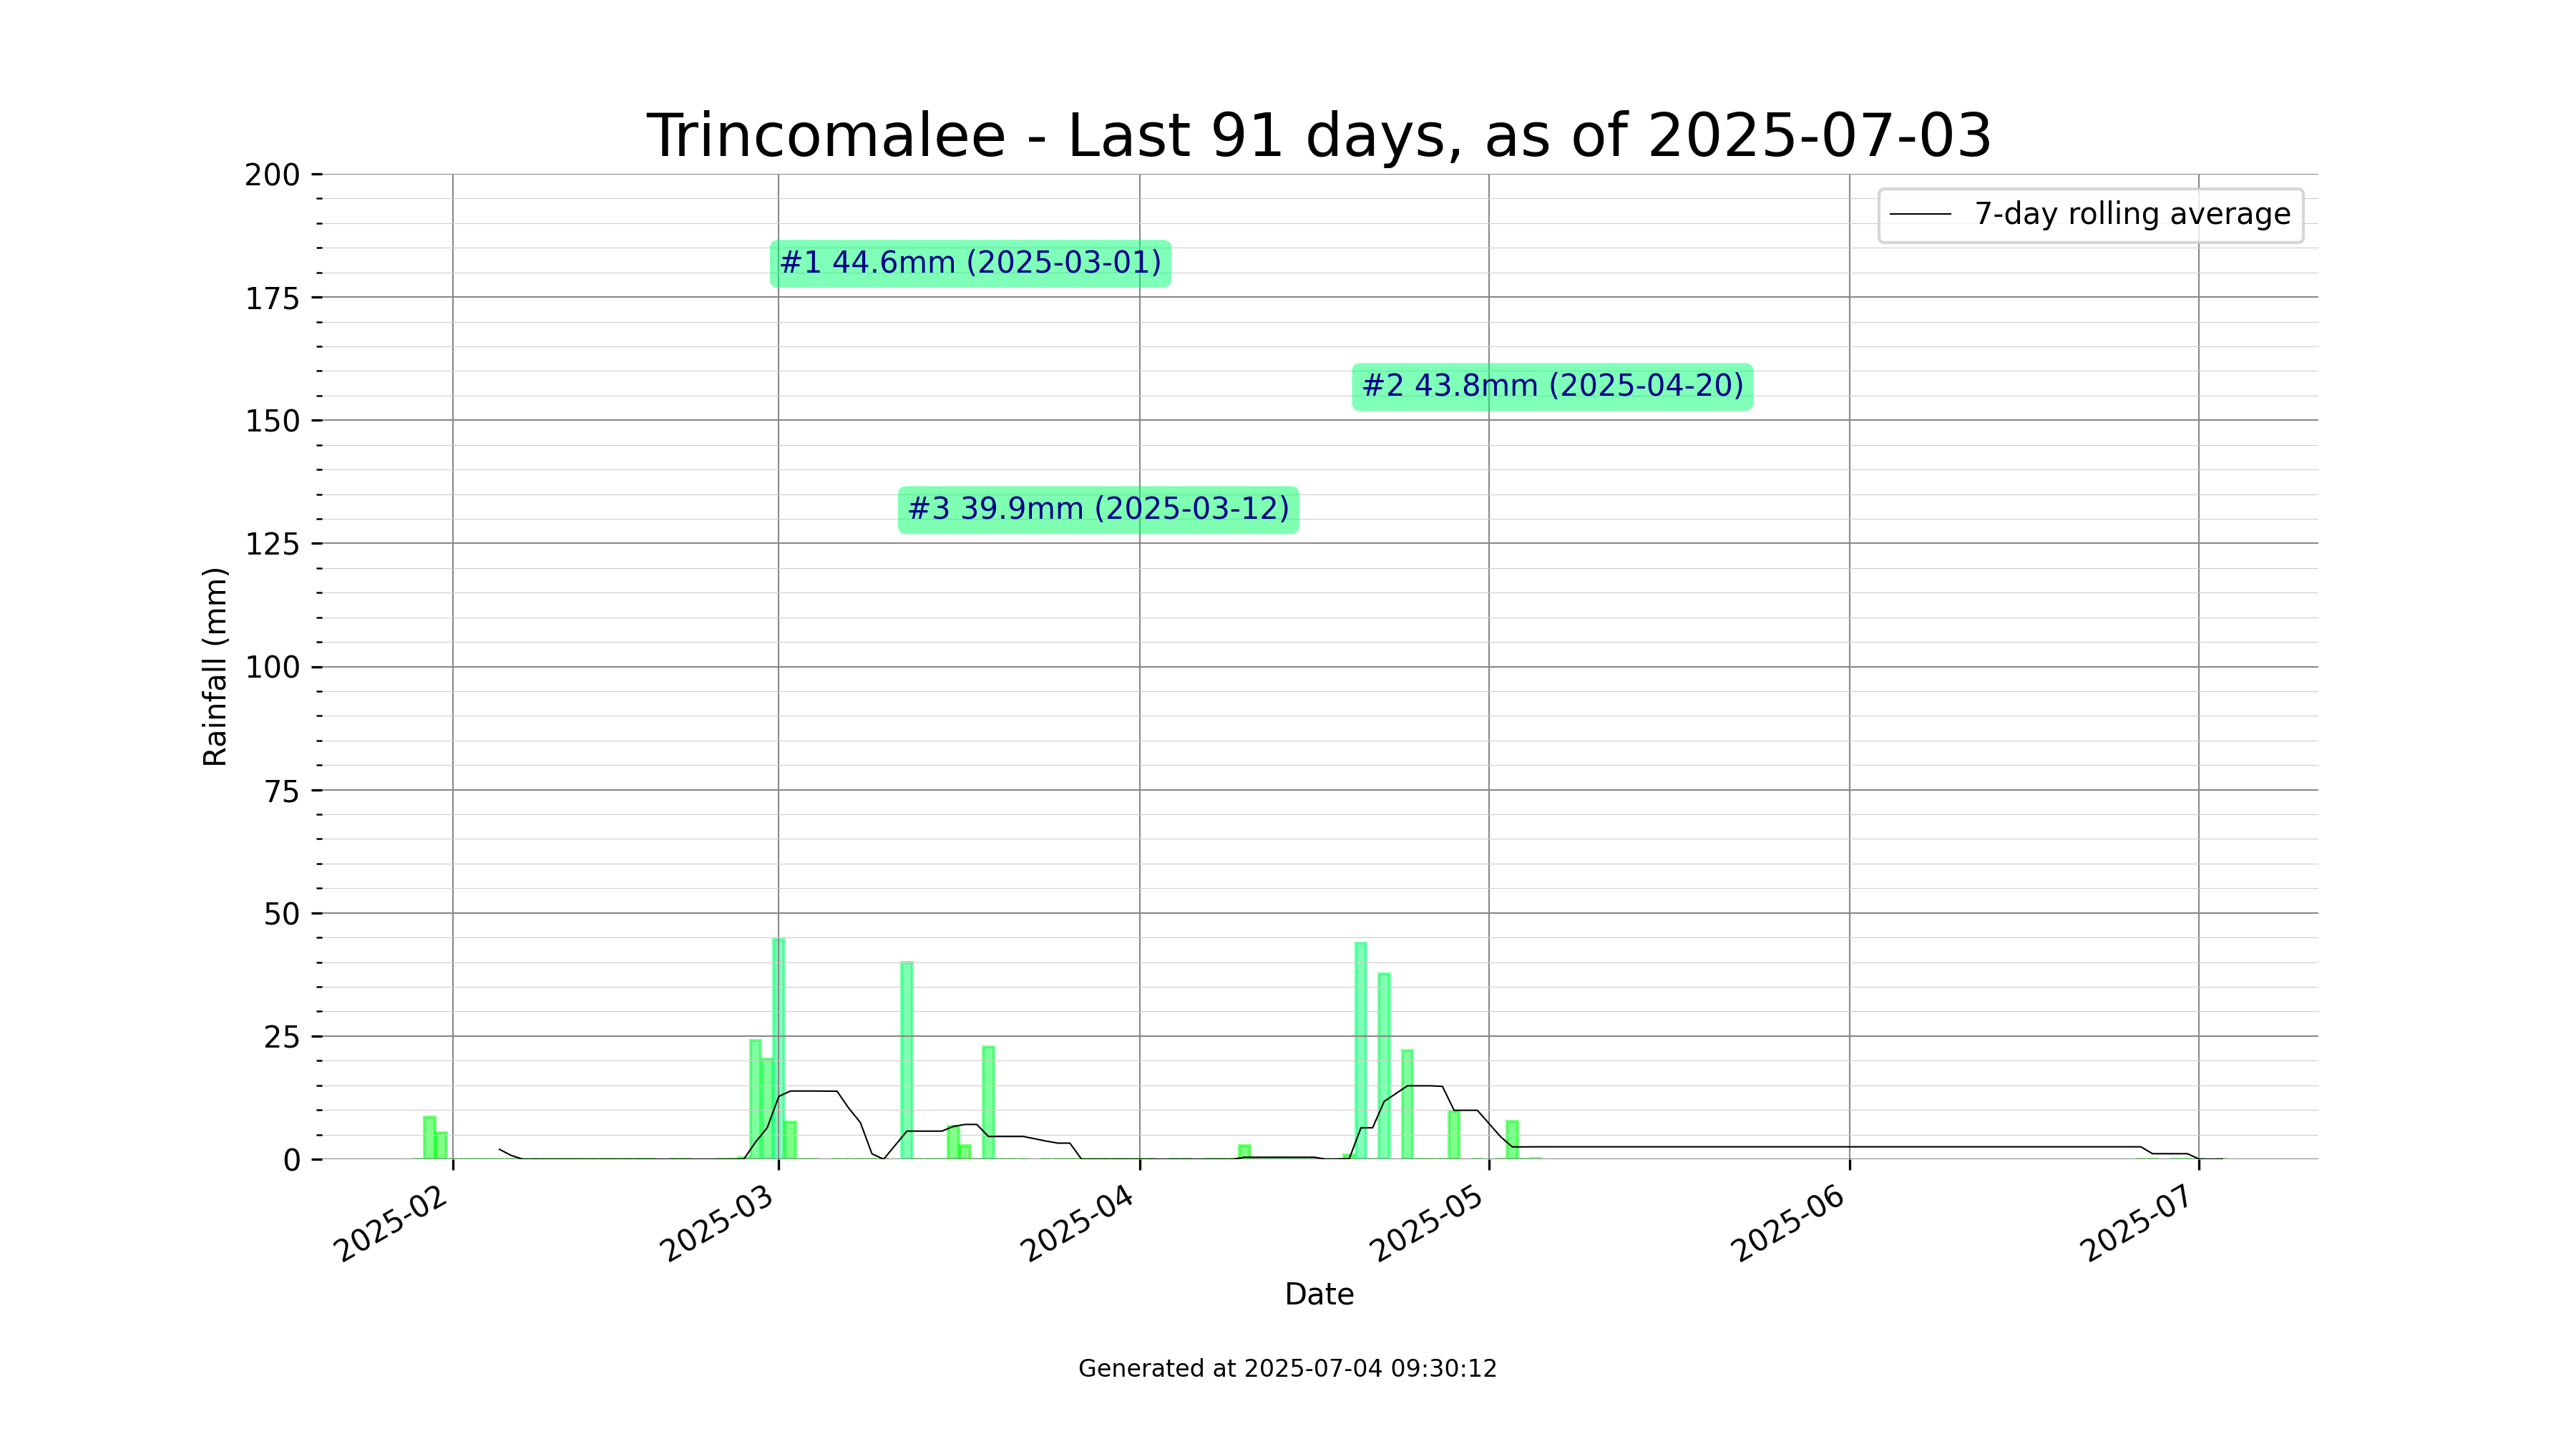 Trincomalee - Last 91 days, as of 2025-07-03
200
175
150
125
100
75
50
25
0
Rainfall (mm)
7-day rolling average
#1 44.6mm (2025-03-01)
#2 43.8mm (2025-04-20)
#3 39.9mm (2025-03-12)
2025-02
2025-03
2025-04
2025-05
2025-06
2025-07
Date
Generated at 2025-07-04 09:30:12